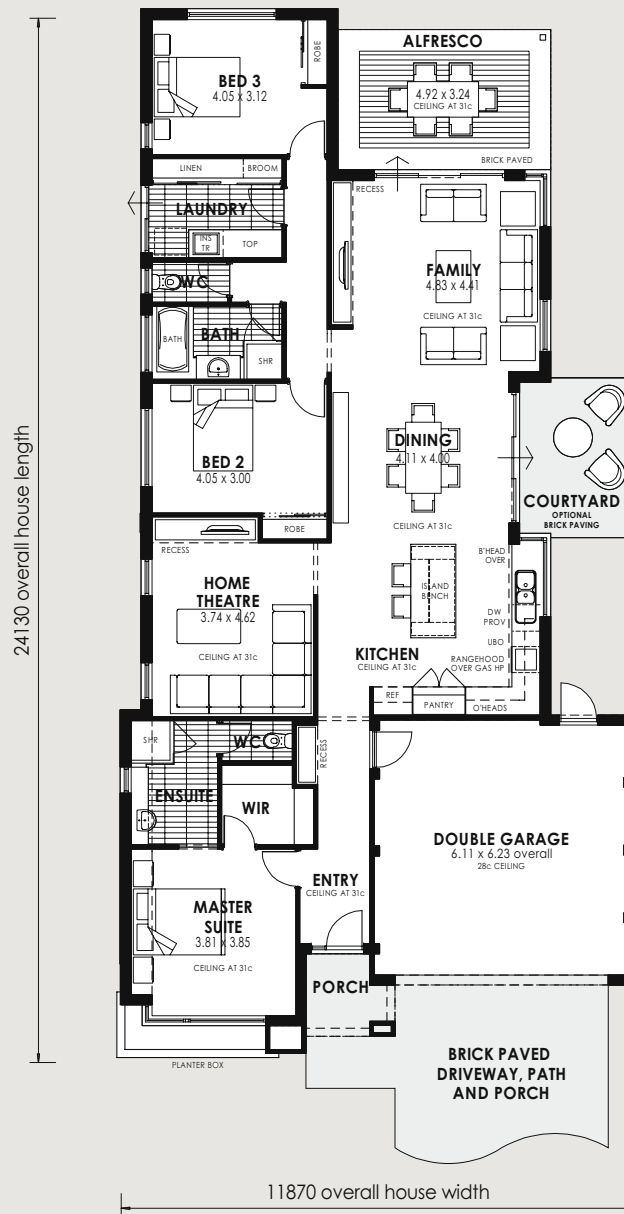 ALFRESCO
4.92 x 3.24
CEILING AT 31c
BRICK PAVED
BED 3
4.05 x 3.12
ROBE
LINEN
BROOM
LAUNDRY
INS
TR
TOP
WC
BATH
BATH
SHR
RECESS
FAMILY
4.83 x 4.41
CEILING AT 31c
BED 2
4.05 x 3.00
ROBE
DINING
4.11 x 4.00
CEILING AT 31c
COURTYARD
OPTIONAL
BRICK PAVING
RECESS
HOME
THEATRE
3.74 x 4.62
CEILING AT 31c
B'HEAD
OVER
ISLAND
BENCH
DW
PROV
UBO
KITCHEN
CEILING AT 31c
RANGEHOOD
OVER GAS HP
REF
PANTRY
O'HEADS
SHR
WC
RECESS
ENSUITE
WIR
DOUBLE GARAGE
6.11 x 6.23 overall
28c CEILING
ENTRY
CEILING AT 31c
MASTER
SUITE
3.81 x 3.85
CEILING AT 31c
PORCH
PLANTER BOX
BRICK PAVED
DRIVEWAY, PATH
AND PORCH
24130 overall house length
11870 overall house width